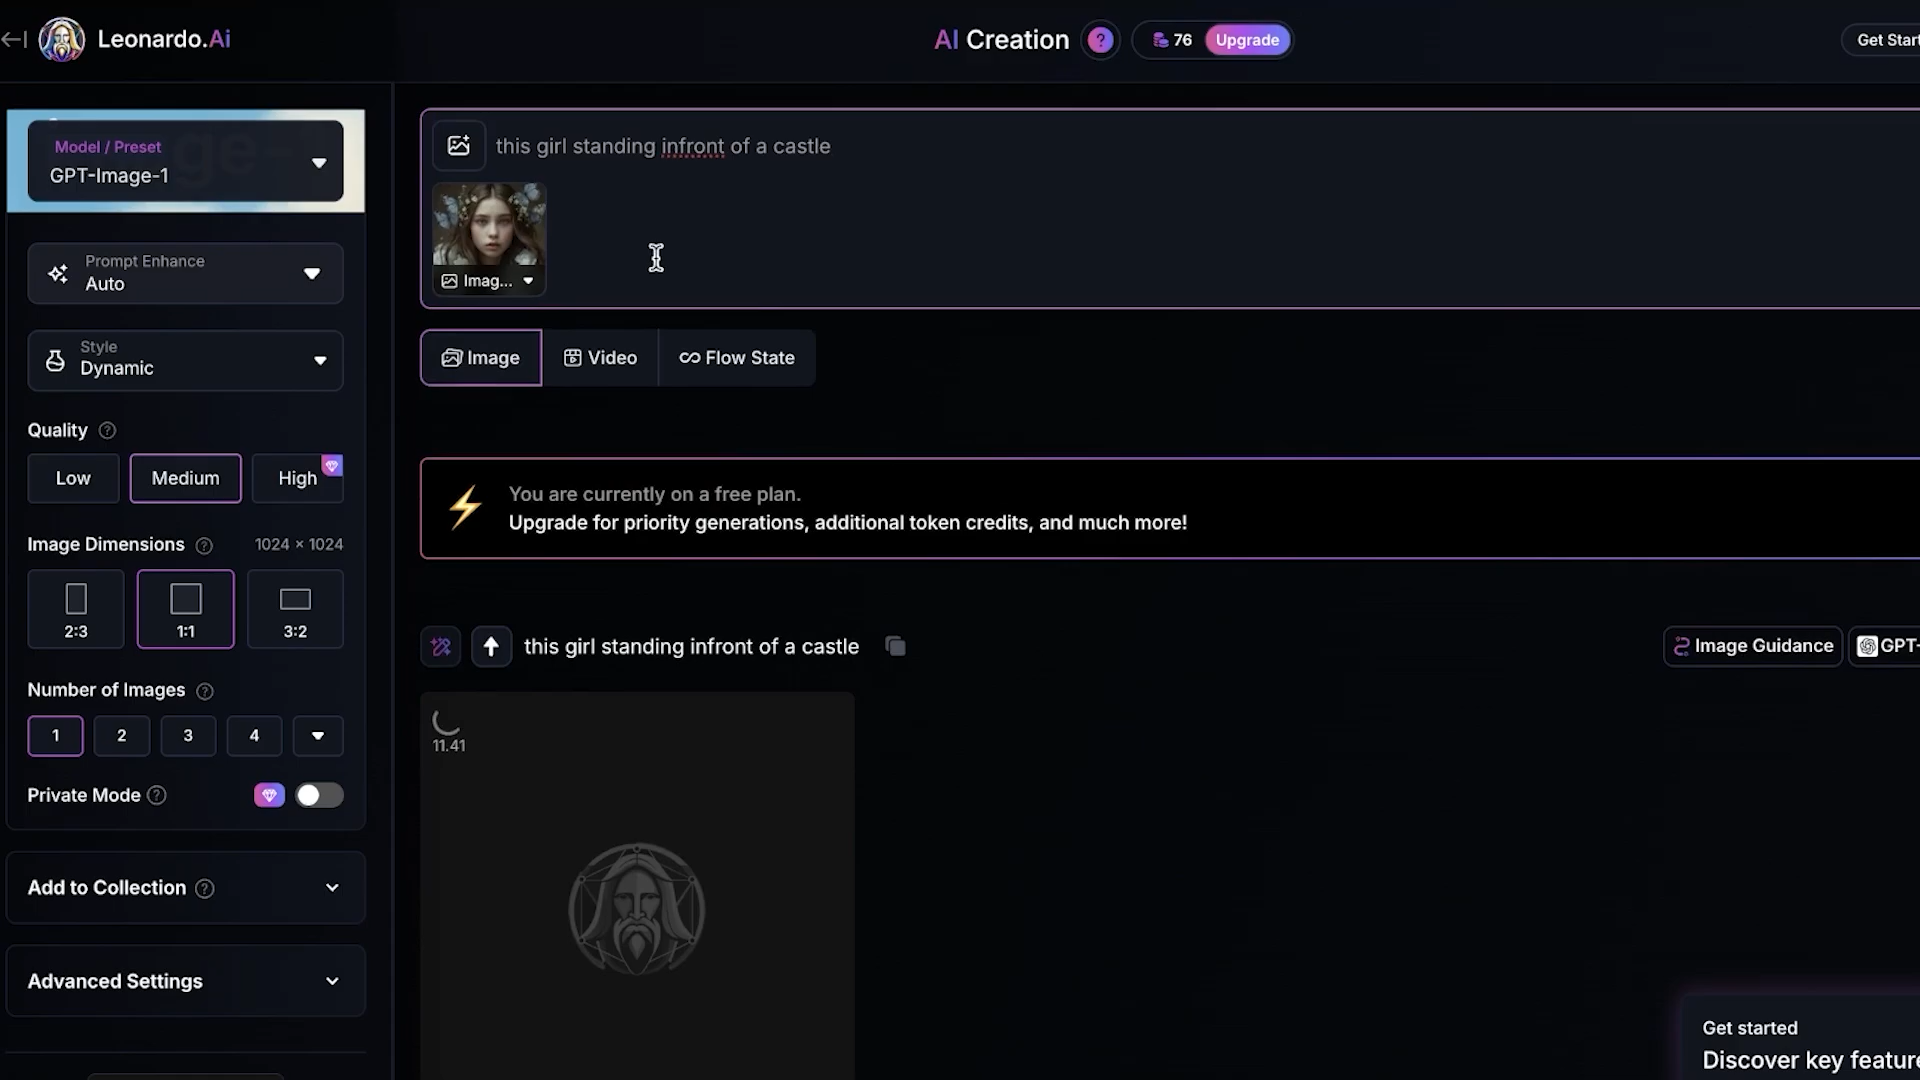 Leonardo.Ai
AI Creation
?
76
Upgrade
Get Start
Model / Preset
GPT-Image-1
this girl standing infront of a castle
Imag...
Prompt Enhance
Auto
Style
Dynamic
Image
Video
Flow State
Quality ?
Low
Medium
High
You are currently on a free plan.
Upgrade for priority generations, additional token credits, and much more!
Image Dimensions ?
1024 × 1024
2:3
1:1
3:2
this girl standing infront of a castle
Image Guidance
GPT-
Number of Images ?
1
2
3
4
11.41
Private Mode ?
Add to Collection ?
Advanced Settings
Get started
Discover key feature